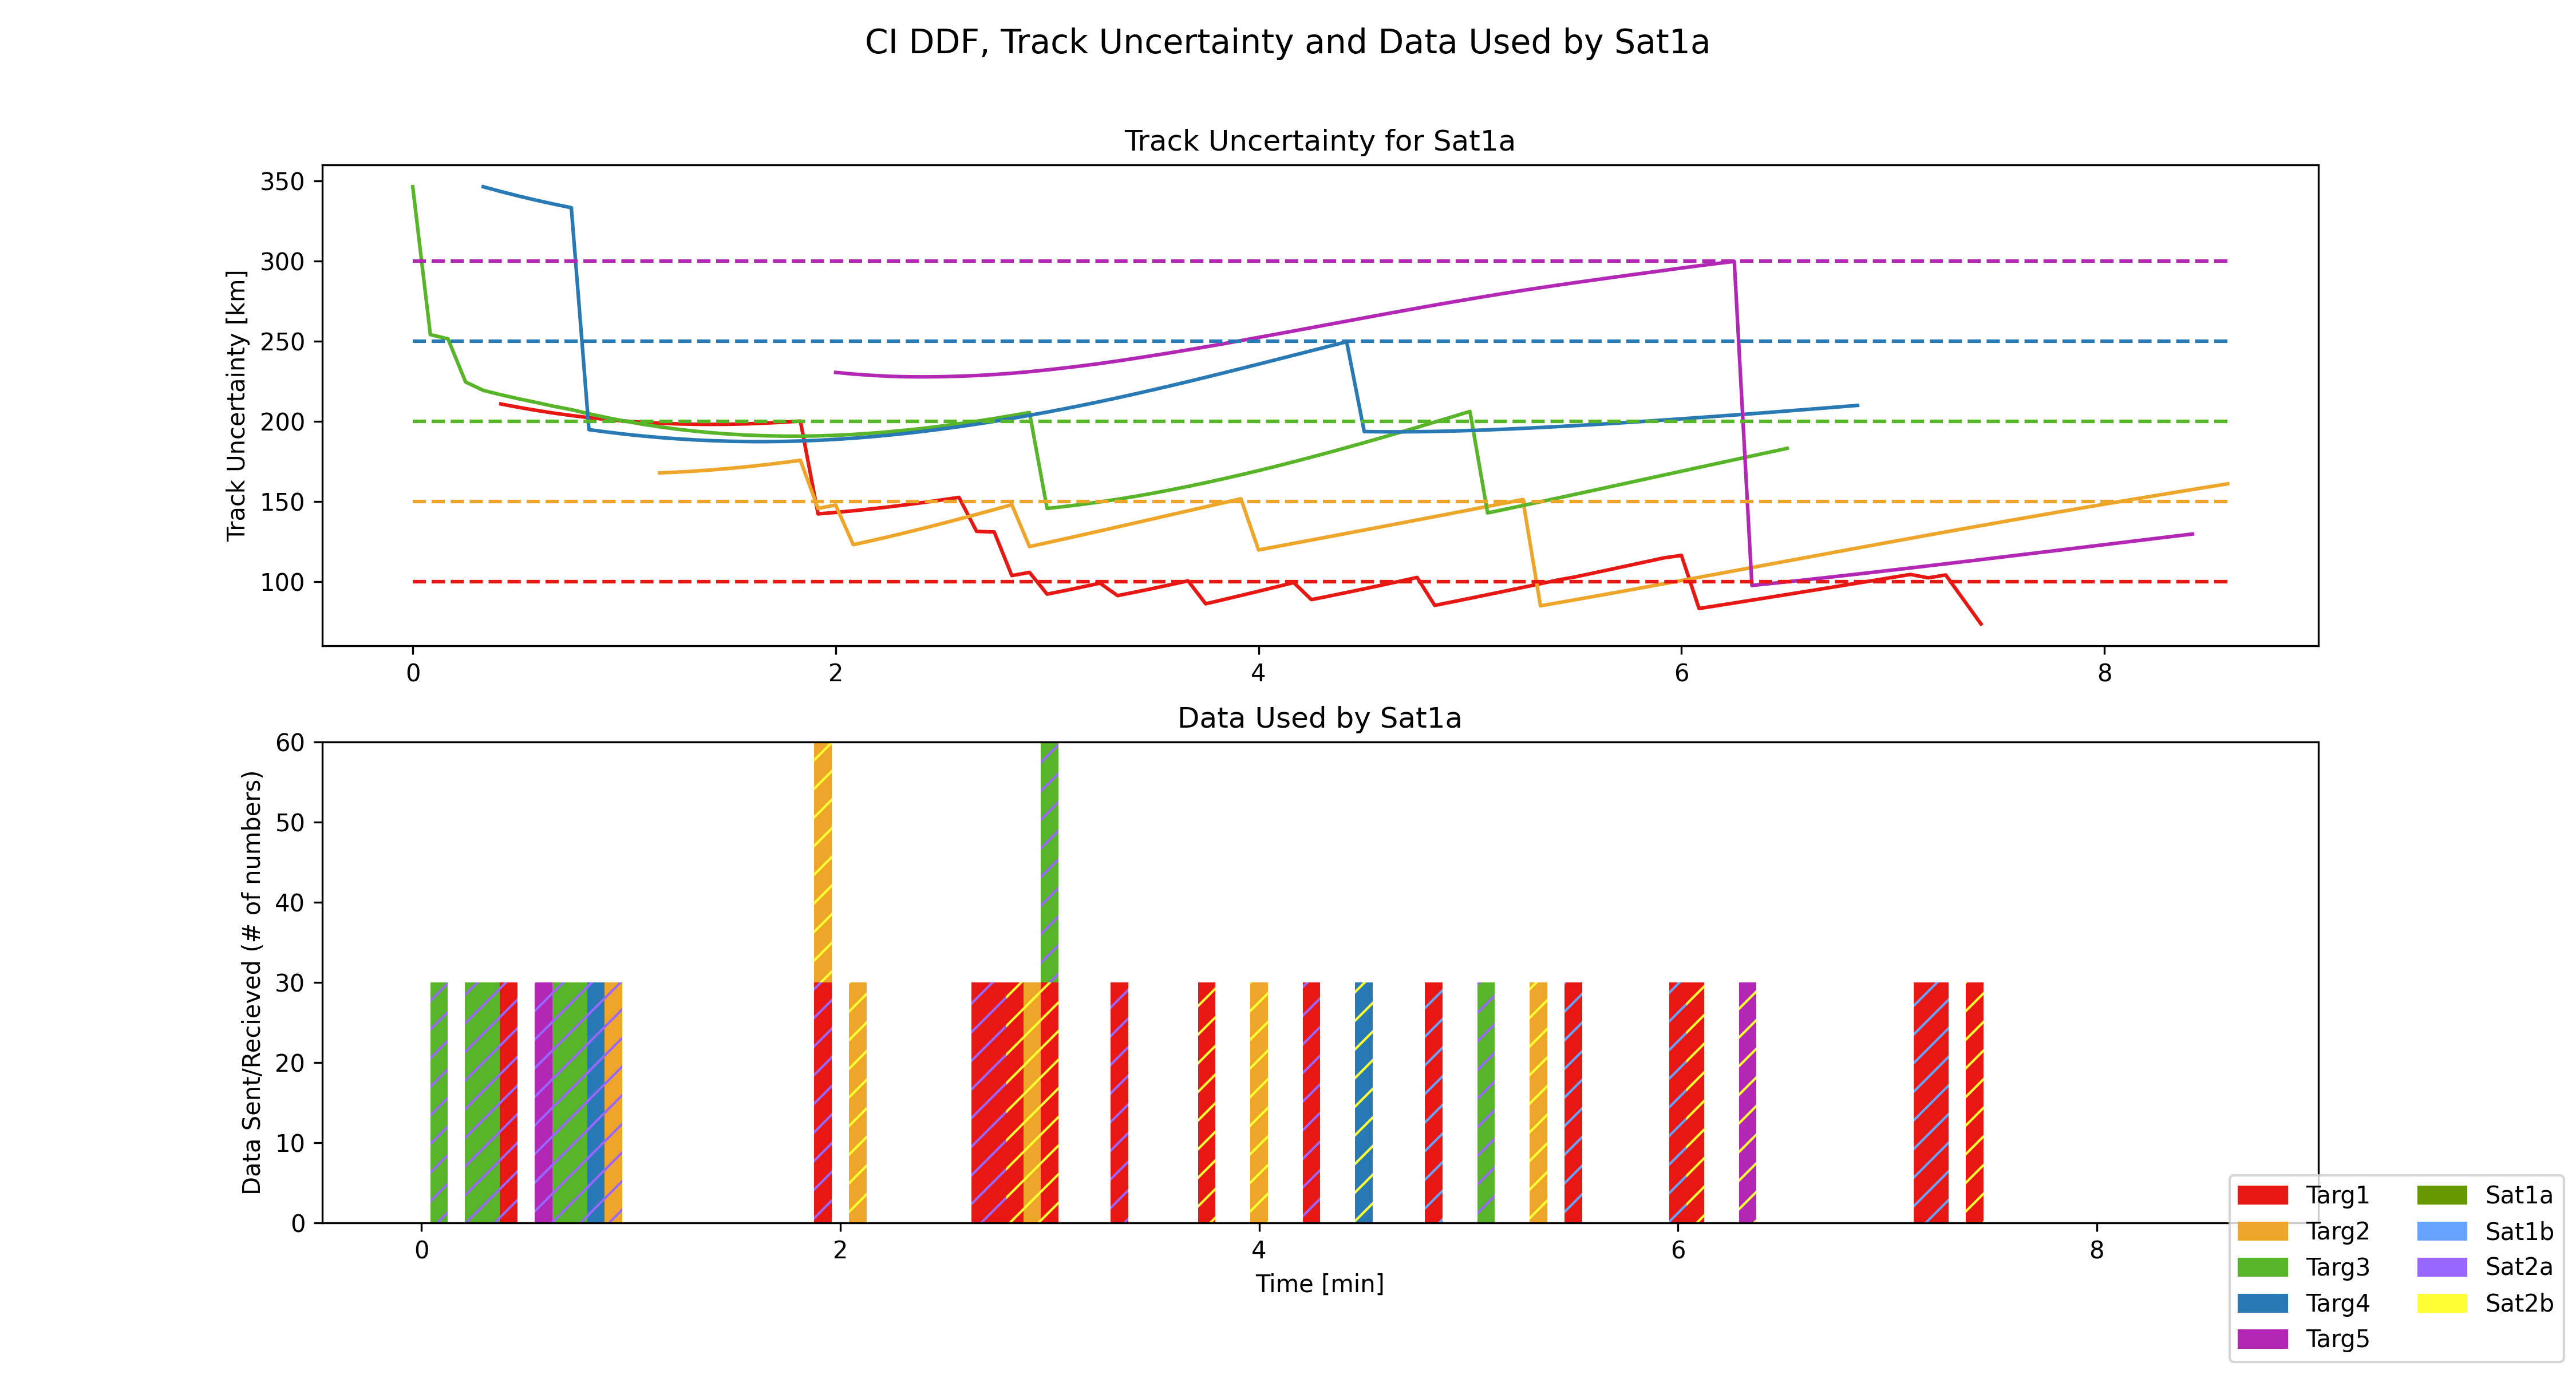 CI DDF, Track Uncertainty and Data Used by Sat1a
Track Uncertainty for Sat1a
Track Uncertainty [km]
350
300
250
200
150
100
0 2 4 6 8
Data Used by Sat1a
Data Sent/Recieved (# of numbers)
60
50
40
30
20
10
0
0 2 4 6 8
Time [min]
Targ1 Sat1a
Targ2 Sat1b
Targ3 Sat2a
Targ4 Sat2b
Targ5